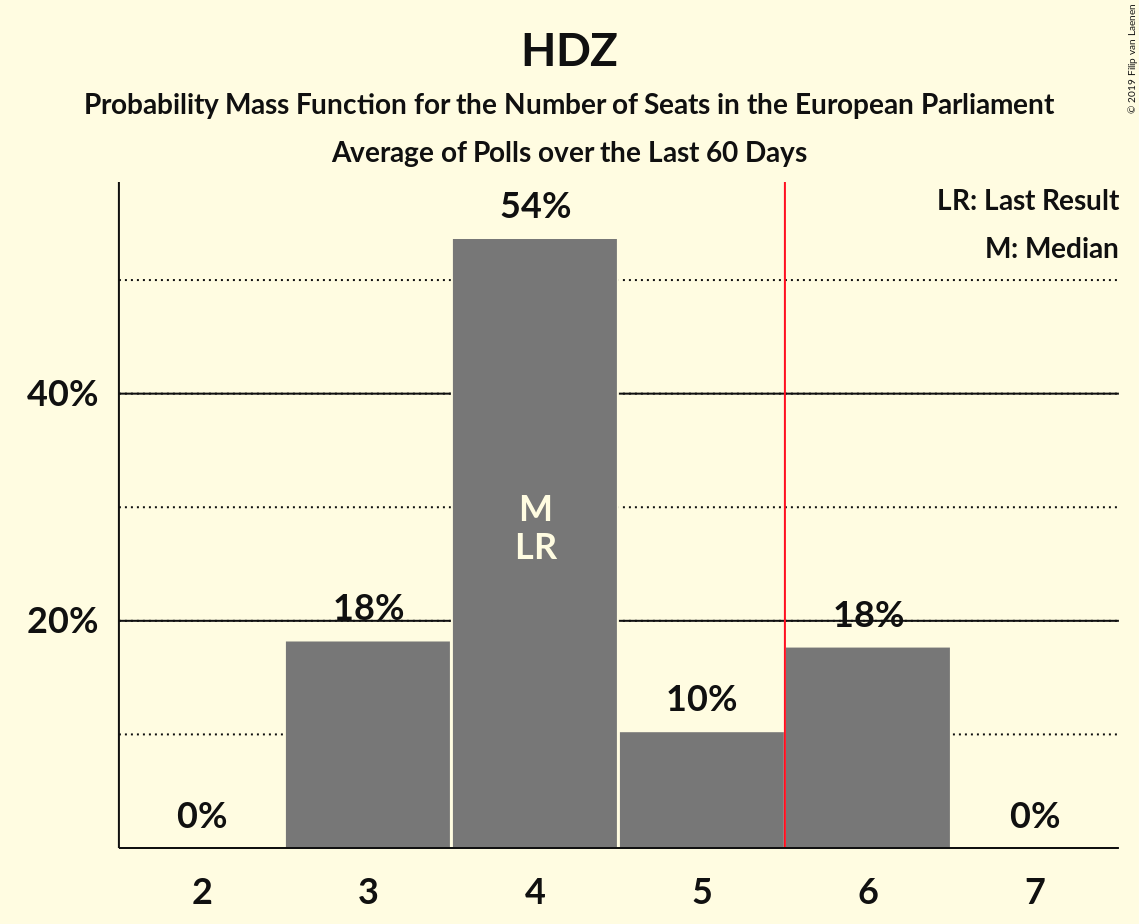 HDZ
Probability Mass Function for the Number of Seats in the European Parliament
Average of Polls over the Last 60 Days
© 2019 Filip van Laenen
LR: Last Result
M: Median
54%
40%
M
LR
18%
18%
20%
10%
0%
0%
2 3 4 5 6 7